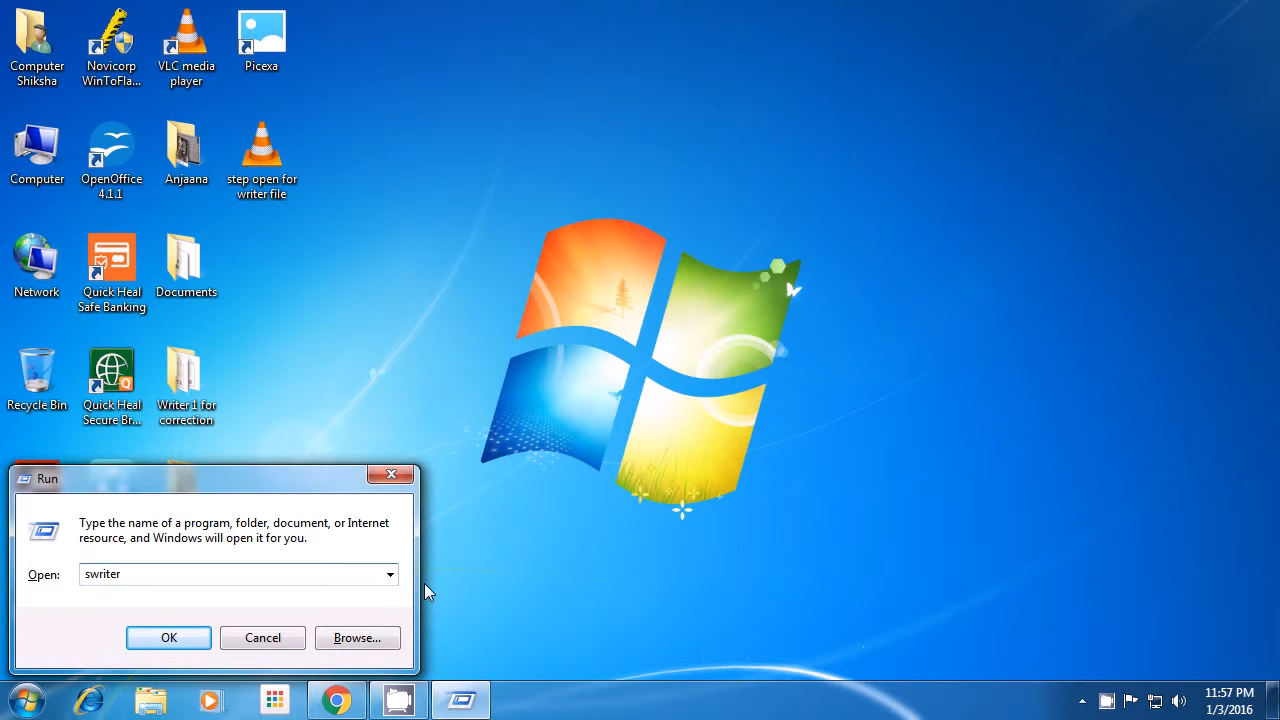 Computer
Shiksha
Novicorp
WinToFla...
VLC media
player
Picexa
Computer
OpenOffice
4.1.1
Anjaana
step open for
writer file
Network
Quick Heal
Safe Banking
Documents
Recycle Bin
Quick Heal
Secure Br...
Writer 1 for
correction
Run
Type the name of a program, folder, document, or Internet
resource, and Windows will open it for you.
Open:
swriter
OK
Cancel
Browse...
11:57 PM
1/3/2016